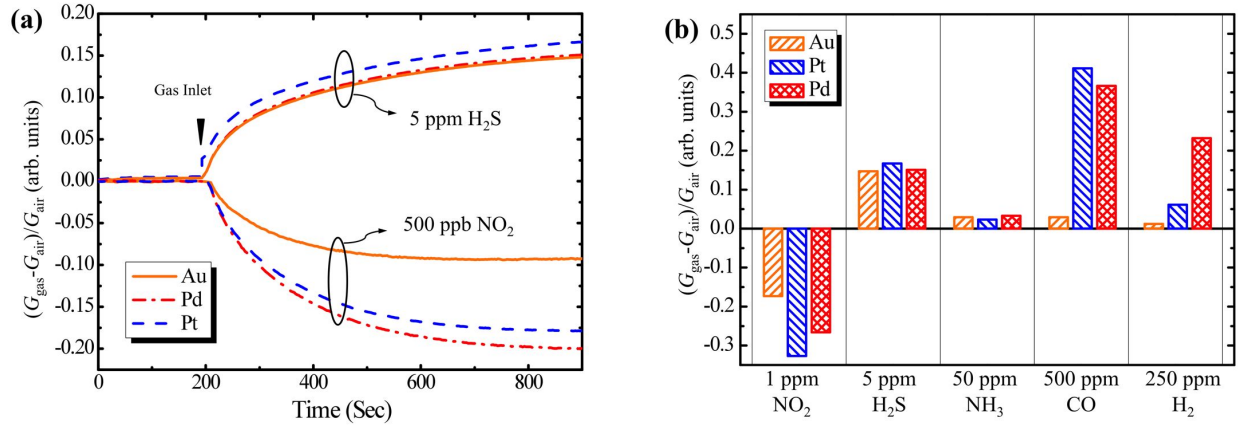 (a)
((Ggas-Gair)/Gair (arb. units)
0.20
0.15
0.10
0.05
0.00
-0.05
-0.10
-0.15
-0.20
Gas Inlet
5 ppm H2S
500 ppb NO2
Au
Pd
Pt
0
200
400
600
800
Time (Sec)
(b)
((Ggas-Gair)/Gair (arb. units)
0.5
0.4
0.3
0.2
0.1
0.0
-0.1
-0.2
-0.3
Au
Pt
Pd
1 ppm 5 ppm 50 ppm 500 ppm 250 ppm
NO2 H2S NH3 CO H2